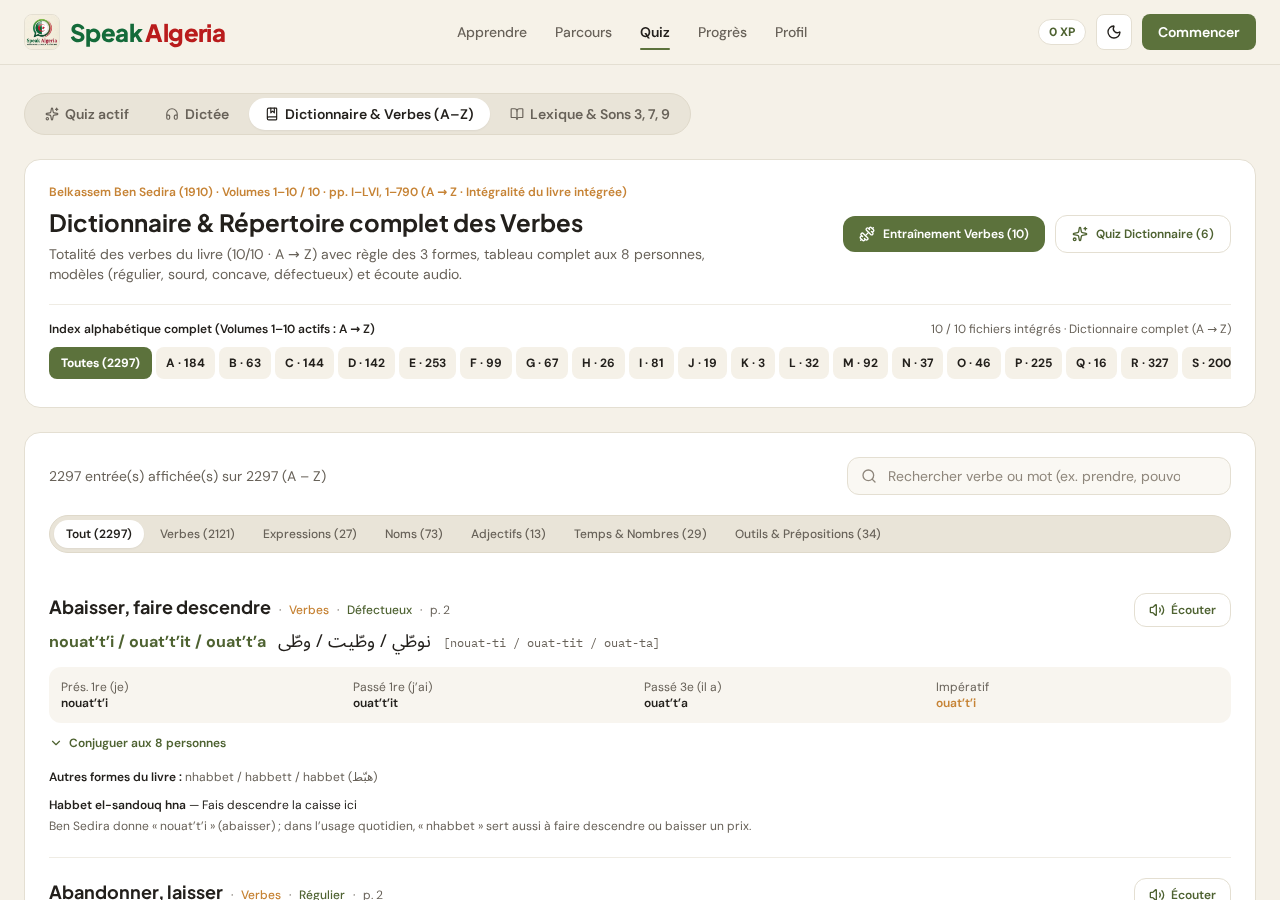 Speak Algeria
Apprendre
Parcours
Quiz
Progrès
Profil
0 XP
Commencer
Quiz actif
Dictée
Dictionnaire & Verbes (A–Z)
Lexique & Sons 3, 7, 9
Belkassem Ben Sedira (1910) · Volumes 1–10 / 10 · pp. I–LVI, 1–790 (A → Z · Intégralité du livre intégrée)
Dictionnaire & Répertoire complet des Verbes
Totalité des verbes du livre (10/10 · A → Z) avec règle des 3 formes, tableau complet aux 8 personnes,
modèles (régulier, sourd, concave, défectueux) et écoute audio.
Entraînement Verbes (10)
Quiz Dictionnaire (6)
Index alphabétique complet (Volumes 1–10 actifs : A → Z)
10 / 10 fichiers intégrés · Dictionnaire complet (A → Z)
Toutes (2297)
A · 184
B · 63
C · 144
D · 142
E · 253
F · 99
G · 67
H · 26
I · 81
J · 19
K · 3
L · 32
M · 92
N · 37
O · 46
P · 225
Q · 16
R · 327
S · 200
2297 entrée(s) affichée(s) sur 2297 (A – Z)
Rechercher verbe ou mot (ex. prendre, pouvo
Tout (2297)
Verbes (2121)
Expressions (27)
Noms (73)
Adjectifs (13)
Temps & Nombres (29)
Outils & Prépositions (34)
Abaisser, faire descendre · Verbes · Défectueux · p. 2
Écouter
nouat’t’i / ouat’t’it / ouat’t’a نوطّي / وطّيت / وطّى [nouat-ti / ouat-tit / ouat-ta]
Prés. 1re (je)
nouat’t’i
Passé 1re (j’ai)
ouat’t’it
Passé 3e (il a)
ouat’t’a
Impératif
ouat’t’i
Conjuguer aux 8 personnes
Autres formes du livre : nhabbet / habbett / habbet (هبّط)
Habbet el-sandouq hna — Fais descendre la caisse ici
Ben Sedira donne « nouat’t’i » (abaisser) ; dans l’usage quotidien, « nhabbet » sert aussi à faire descendre ou baisser un prix.
Abandonner, laisser · Verbes · Régulier · p. 2
Écouter